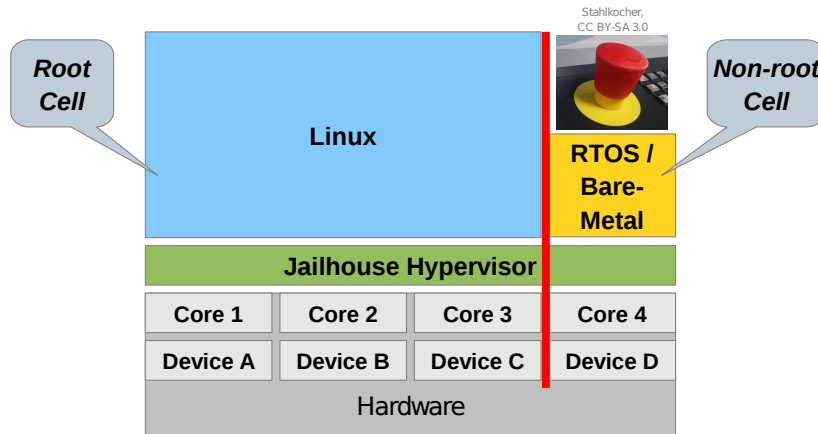 Stahlkocher,
CC BY-SA 3.0
Root
Cell
Non-root
Cell
Linux
RTOS /
Bare-
Metal
Jailhouse Hypervisor
Core 1
Core 2
Core 3
Core 4
Device A
Device B
Device C
Device D
Hardware